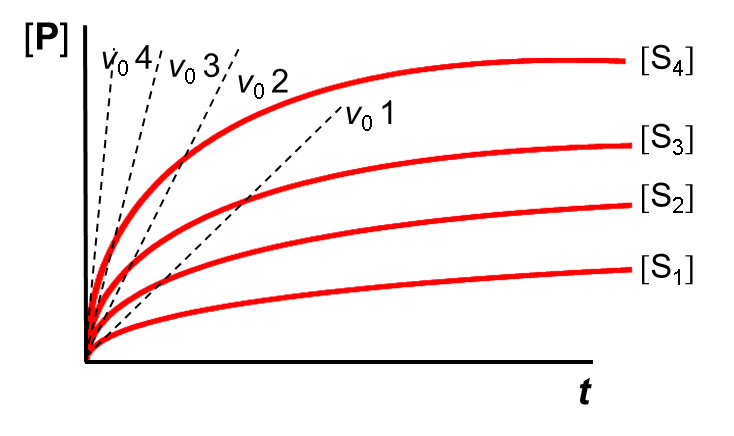 [P]
v₀ 4
v₀ 3
v₀ 2
v₀ 1
[S₄]
[S₃]
[S₂]
[S₁]
t